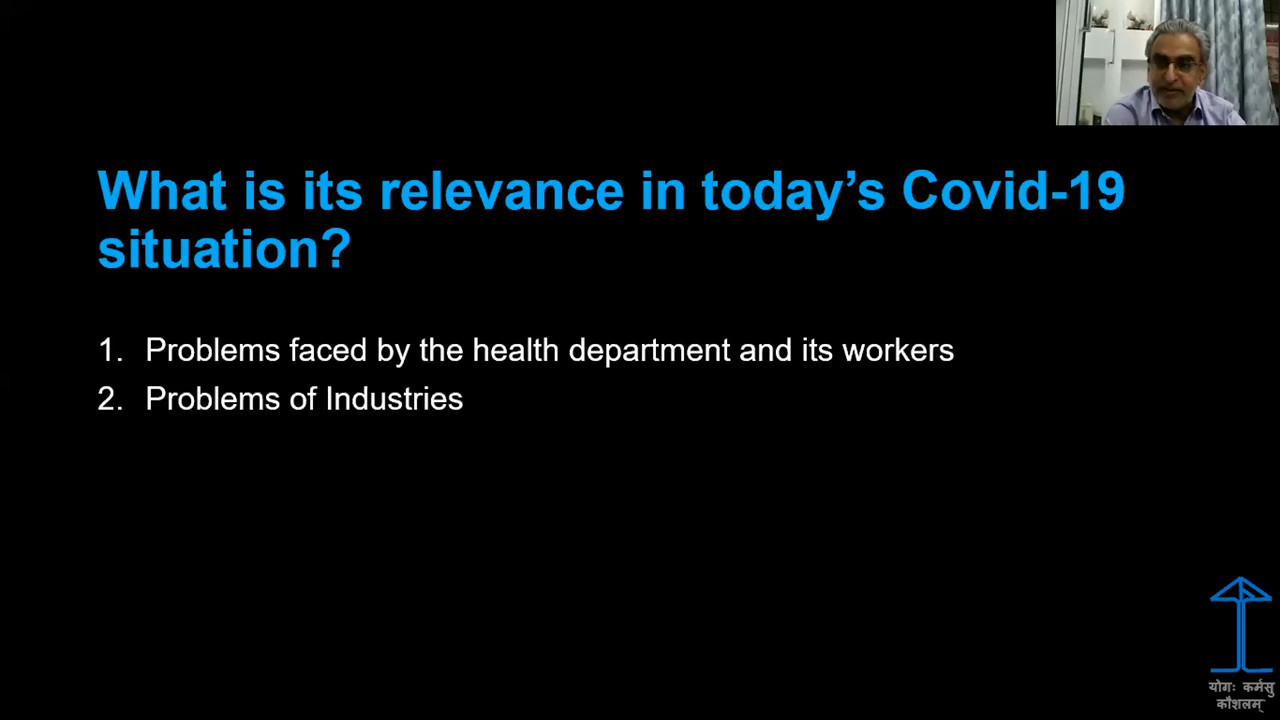 What is its relevance in today’s Covid-19
situation?
1. Problems faced by the health department and its workers
2. Problems of Industries
योगः कर्मसु
कौशलम्